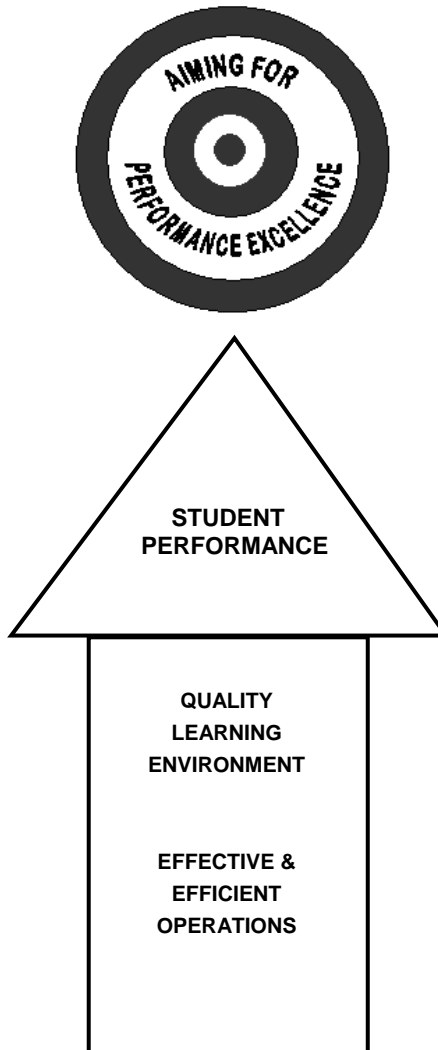 AIMING FOR
PERFORMANCE EXCELLENCE
STUDENT
PERFORMANCE
QUALITY
LEARNING
ENVIRONMENT
EFFECTIVE &
EFFICIENT
OPERATIONS